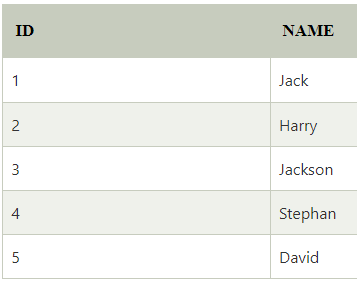 ID NAME
1 Jack
2 Harry
3 Jackson
4 Stephan
5 David